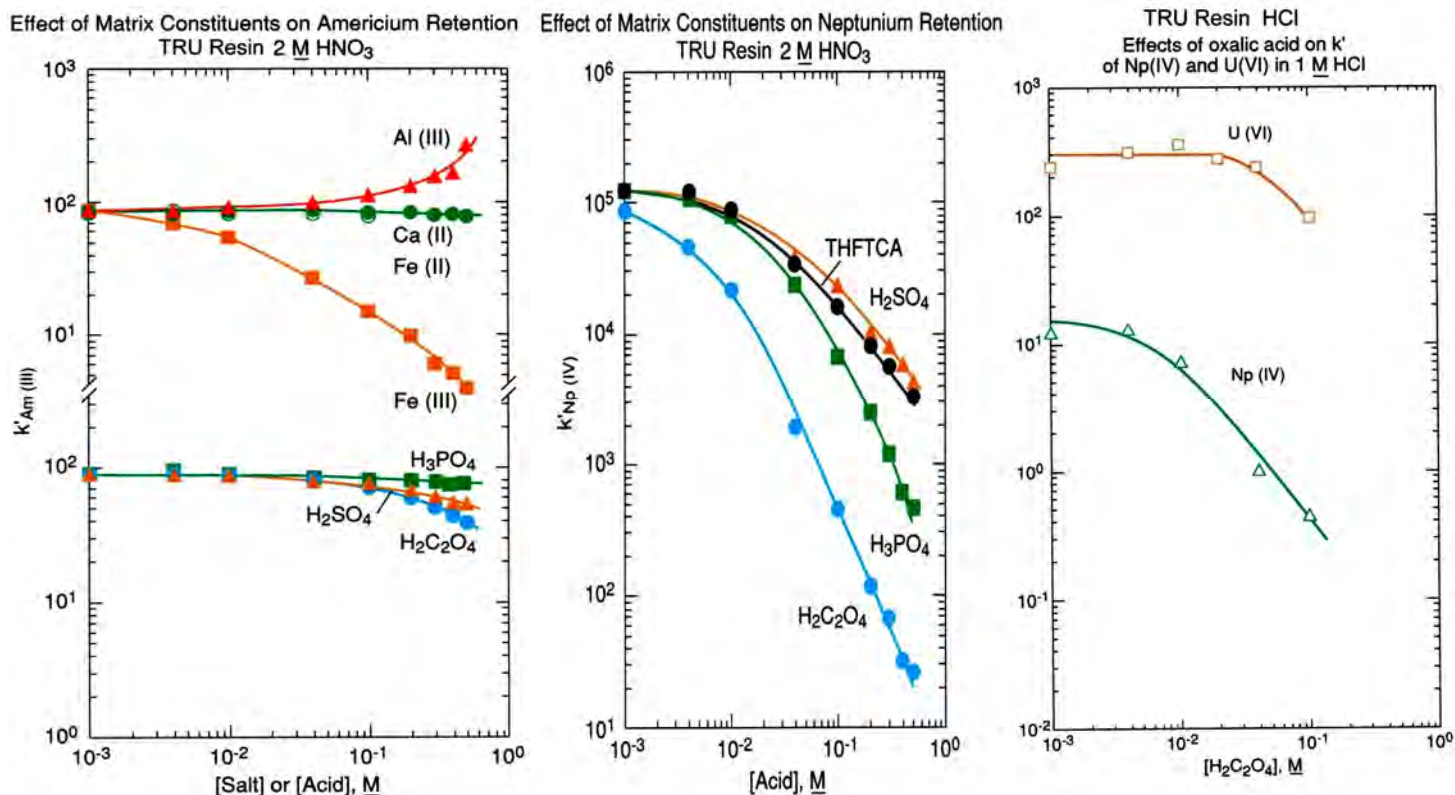 Effect of Matrix Constituents on Americium Retention
TRU Resin 2 M HNO3
10^3
10^2
10^1
10^2
10^1
10^0
k'Am (III)
Al (III)
Ca (II)
Fe (II)
Fe (III)
H3PO4
H2SO4
H2C2O4
10^-3
10^-2
10^-1
10^0
[Salt] or [Acid], M
Effect of Matrix Constituents on Neptunium Retention
TRU Resin 2 M HNO3
10^6
10^5
10^4
10^3
10^2
10^1
k'Np (IV)
THFTCA
H2SO4
H3PO4
H2C2O4
10^-3
10^-2
10^-1
10^0
[Acid], M
TRU Resin HCl
Effects of oxalic acid on k'
of Np(IV) and U(VI) in 1 M HCl
10^3
10^2
10^1
10^0
10^-1
10^-2
U (VI)
Np (IV)
10^-3
10^-2
10^-1
10^0
[H2C2O4], M